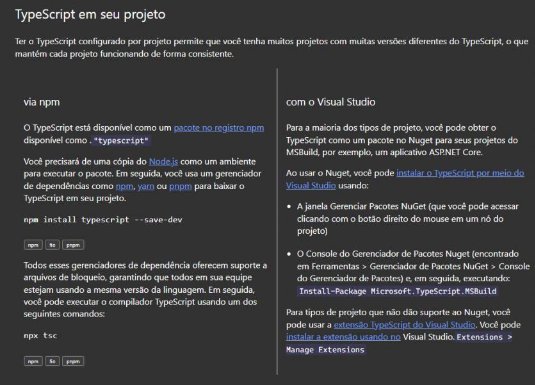 TypeScript em seu projeto
Ter o TypeScript configurado por projeto permite que você tenha muitos projetos com muitas versões diferentes do TypeScript, o que
mantém cada projeto funcionando de forma consistente.
via npm
O TypeScript está disponível como um pacote no registro npm
disponível como . "typescript"
Você precisará de uma cópia do Node.js como um ambiente
para executar o pacote. Em seguida, você usa um gerenciador
de dependências como npm, yarn ou pnpm para baixar o
TypeScript em seu projeto.
npm install typescript --save-dev
npm fio pnpm
Todos esses gerenciadores de dependência oferecem suporte a
arquivos de bloqueio, garantindo que todos em sua equipe
estejam usando a mesma versão da linguagem. Em seguida,
você pode executar o compilador TypeScript usando um dos
seguintes comandos:
npx tsc
npm fio pnpm
com o Visual Studio
Para a maioria dos tipos de projeto, você pode obter o
TypeScript como um pacote no Nuget para seus projetos do
MSBuild, por exemplo, um aplicativo ASP.NET Core.
Ao usar o Nuget, você pode instalar o TypeScript por meio do
Visual Studio usando:
• A janela Gerenciar Pacotes NuGet (que você pode acessar
clicando com o botão direito do mouse em um nó do
projeto)
• O Console do Gerenciador de Pacotes Nuget (encontrado
em Ferramentas > Gerenciador de Pacotes NuGet > Console
do Gerenciador de Pacotes) e, em seguida, executando:
Install-Package Microsoft.TypeScript.MSBuild
Para tipos de projeto que não dão suporte ao Nuget, você
pode usar a extensão TypeScript do Visual Studio. Você pode
instalar a extensão usando no Visual Studio. Extensions >
Manage Extensions